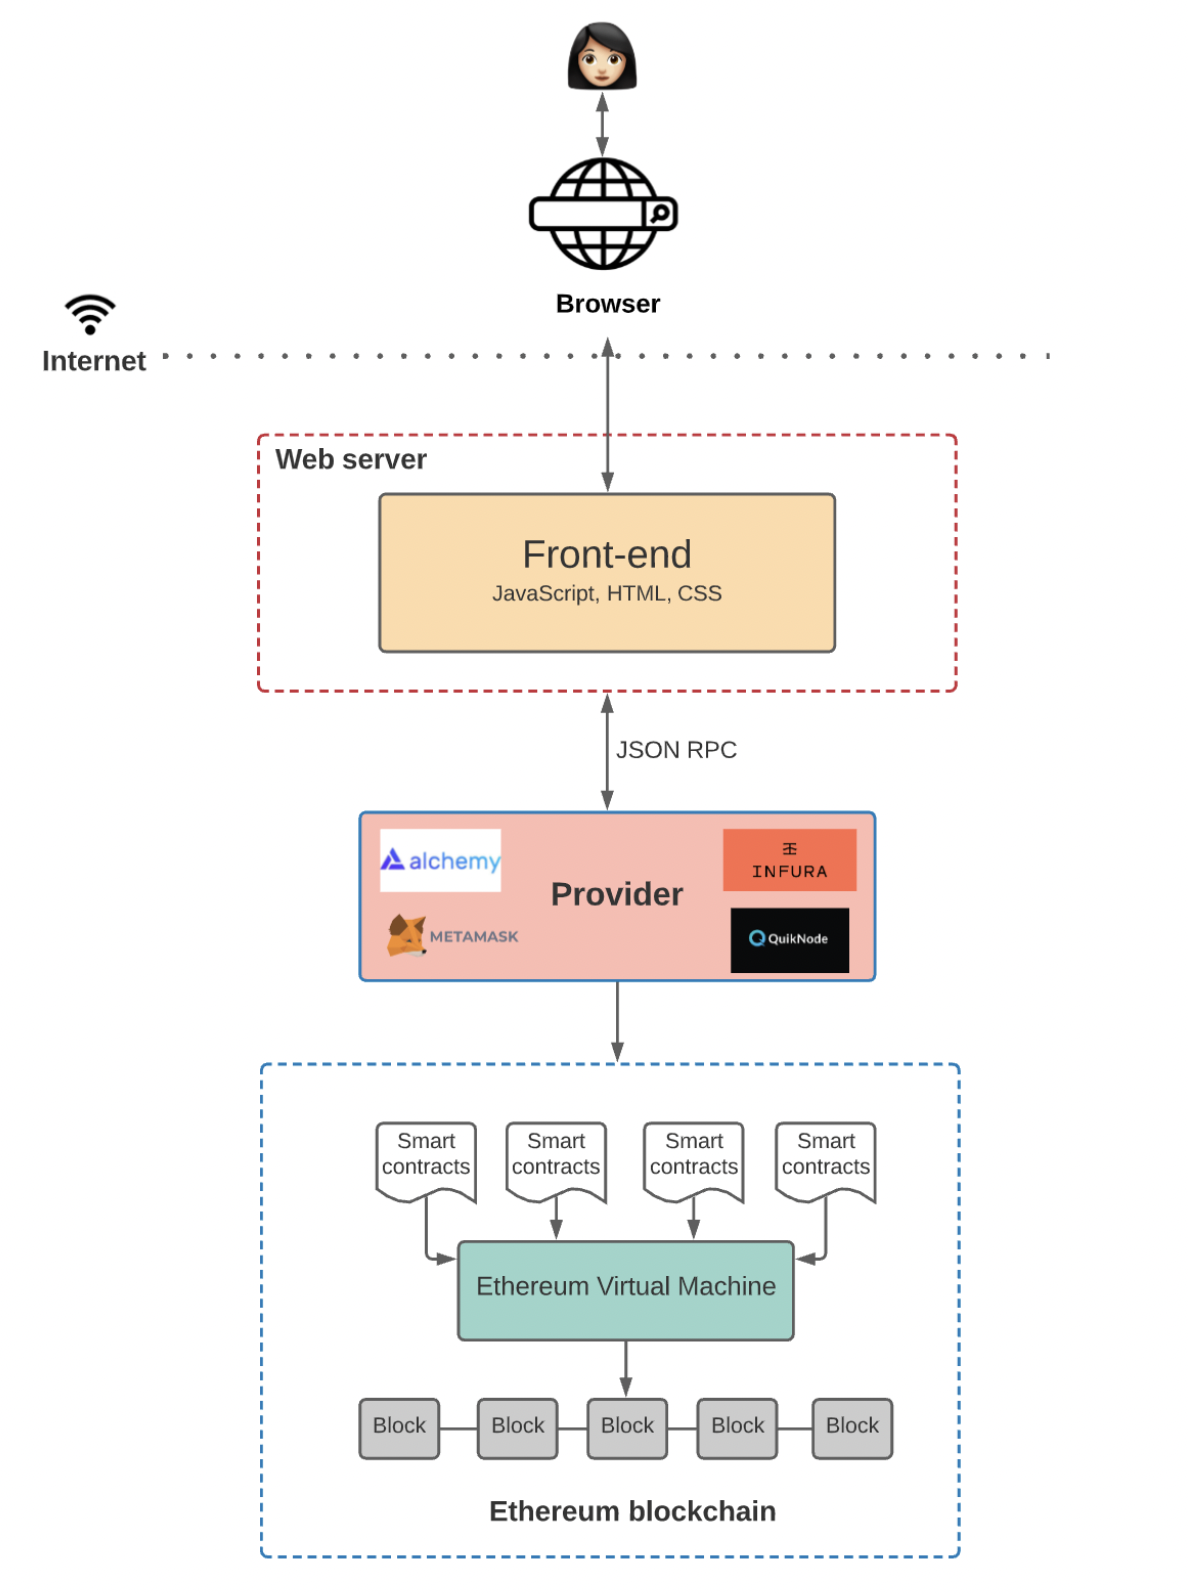 Browser
Internet
Web server
Front-end
JavaScript, HTML, CSS
JSON RPC
alchemy
INFURA
Provider
METAMASK
QuikNode
Smart
contracts
Smart
contracts
Smart
contracts
Smart
contracts
Ethereum Virtual Machine
Block
Block
Block
Block
Block
Ethereum blockchain